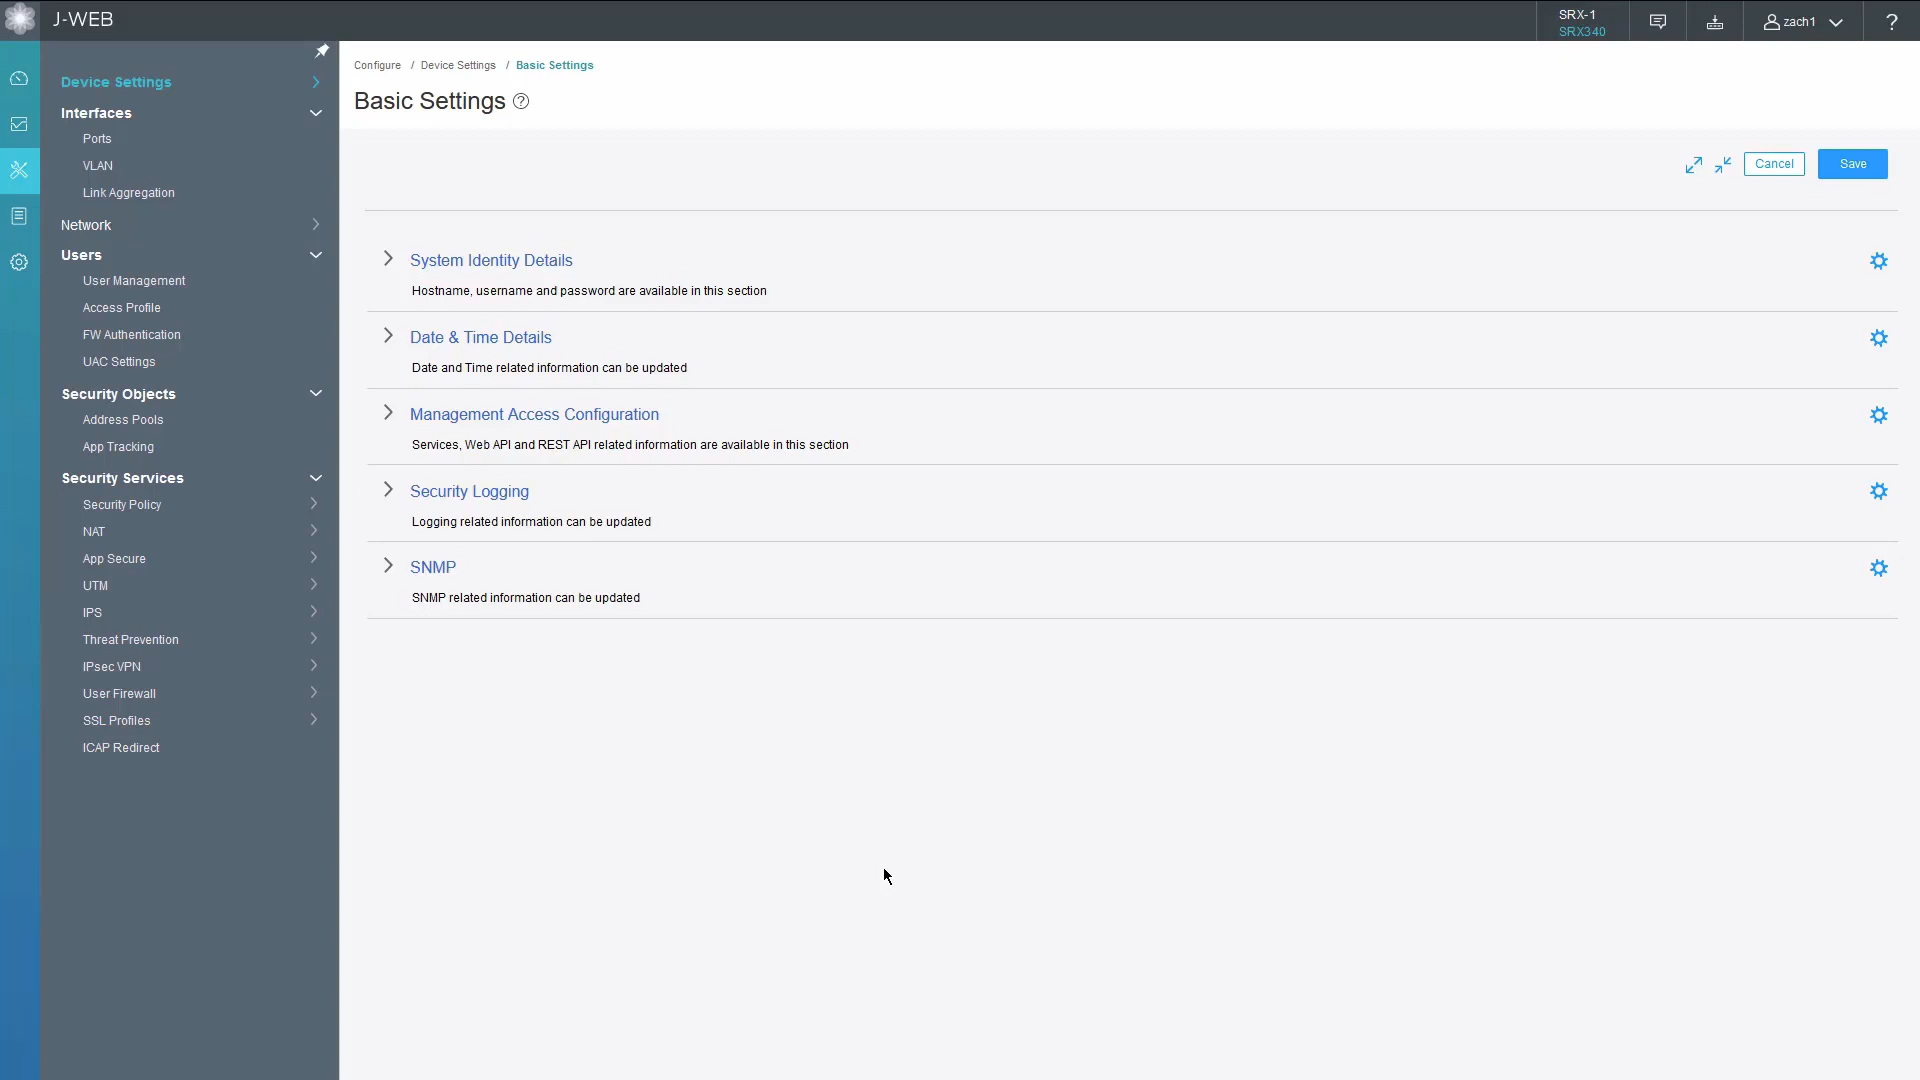 J-WEB
SRX-1
SRX340
zach1
?
Device Settings
Interfaces
Ports
VLAN
Link Aggregation
Network
Users
User Management
Access Profile
FW Authentication
UAC Settings
Security Objects
Address Pools
App Tracking
Security Services
Security Policy
NAT
App Secure
UTM
IPS
Threat Prevention
IPsec VPN
User Firewall
SSL Profiles
ICAP Redirect
Configure / Device Settings / Basic Settings
Basic Settings ?
Cancel
Save
System Identity Details
Hostname, username and password are available in this section
Date & Time Details
Date and Time related information can be updated
Management Access Configuration
Services, Web API and REST API related information are available in this section
Security Logging
Logging related information can be updated
SNMP
SNMP related information can be updated